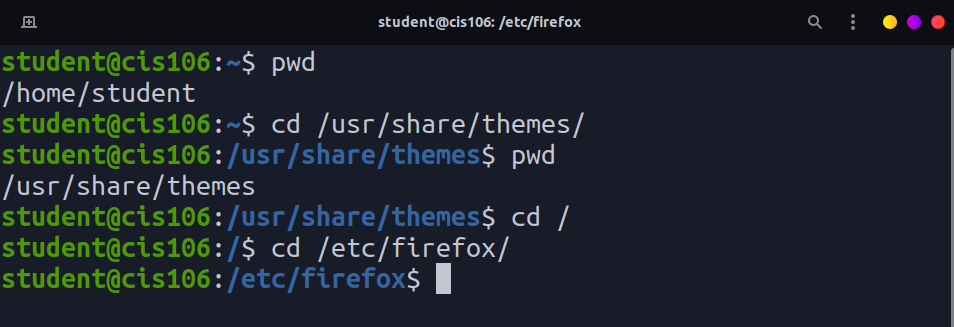 student@cis106: /etc/firefox
student@cis106:~$ pwd
/home/student
student@cis106:~$ cd /usr/share/themes/
student@cis106:/usr/share/themes$ pwd
/usr/share/themes
student@cis106:/usr/share/themes$ cd /
student@cis106:/$ cd /etc/firefox/
student@cis106:/etc/firefox$